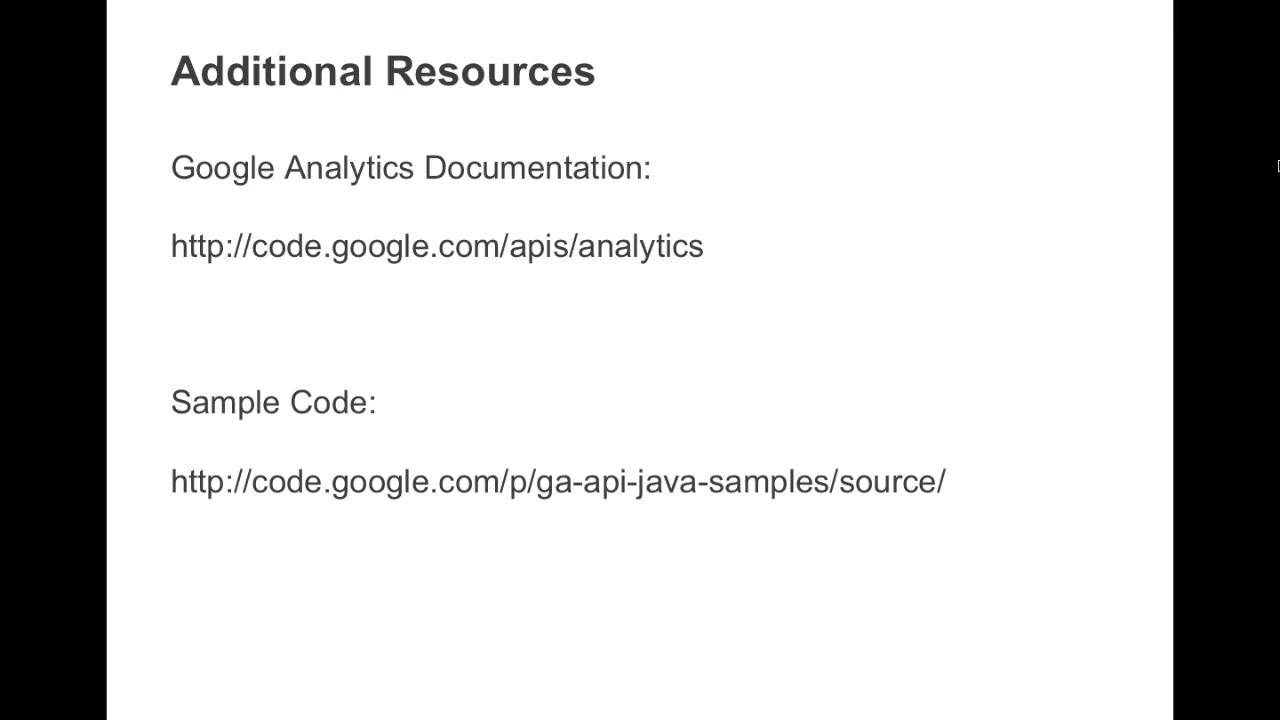 Additional Resources
Google Analytics Documentation:
http://code.google.com/apis/analytics
Sample Code:
http://code.google.com/p/ga-api-java-samples/source/